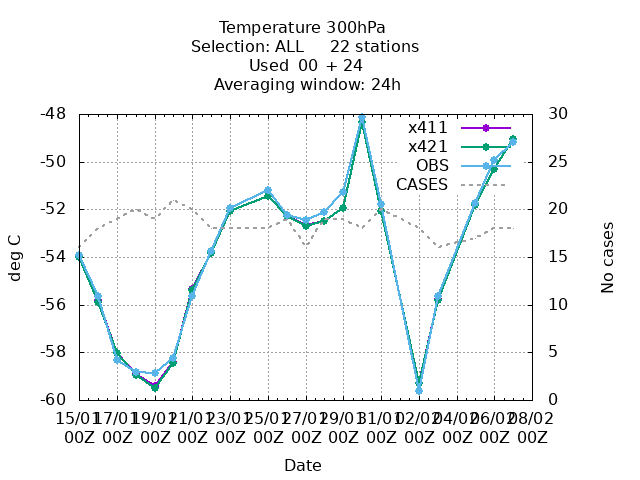 Temperature 300hPa
Selection: ALL 22 stations
Used 00 + 24
Averaging window: 24h
-48
-50
-52
-54
-56
-58
-60
30
25
20
15
10
5
0
x411
x421
OBS
CASES
deg C
No cases
15/01 17/01 19/01 21/01 23/01 25/01 27/01 29/01 31/01 02/02 04/02 06/02 08/02
00Z 00Z 00Z 00Z 00Z 00Z 00Z 00Z 00Z 00Z 00Z 00Z 00Z
Date